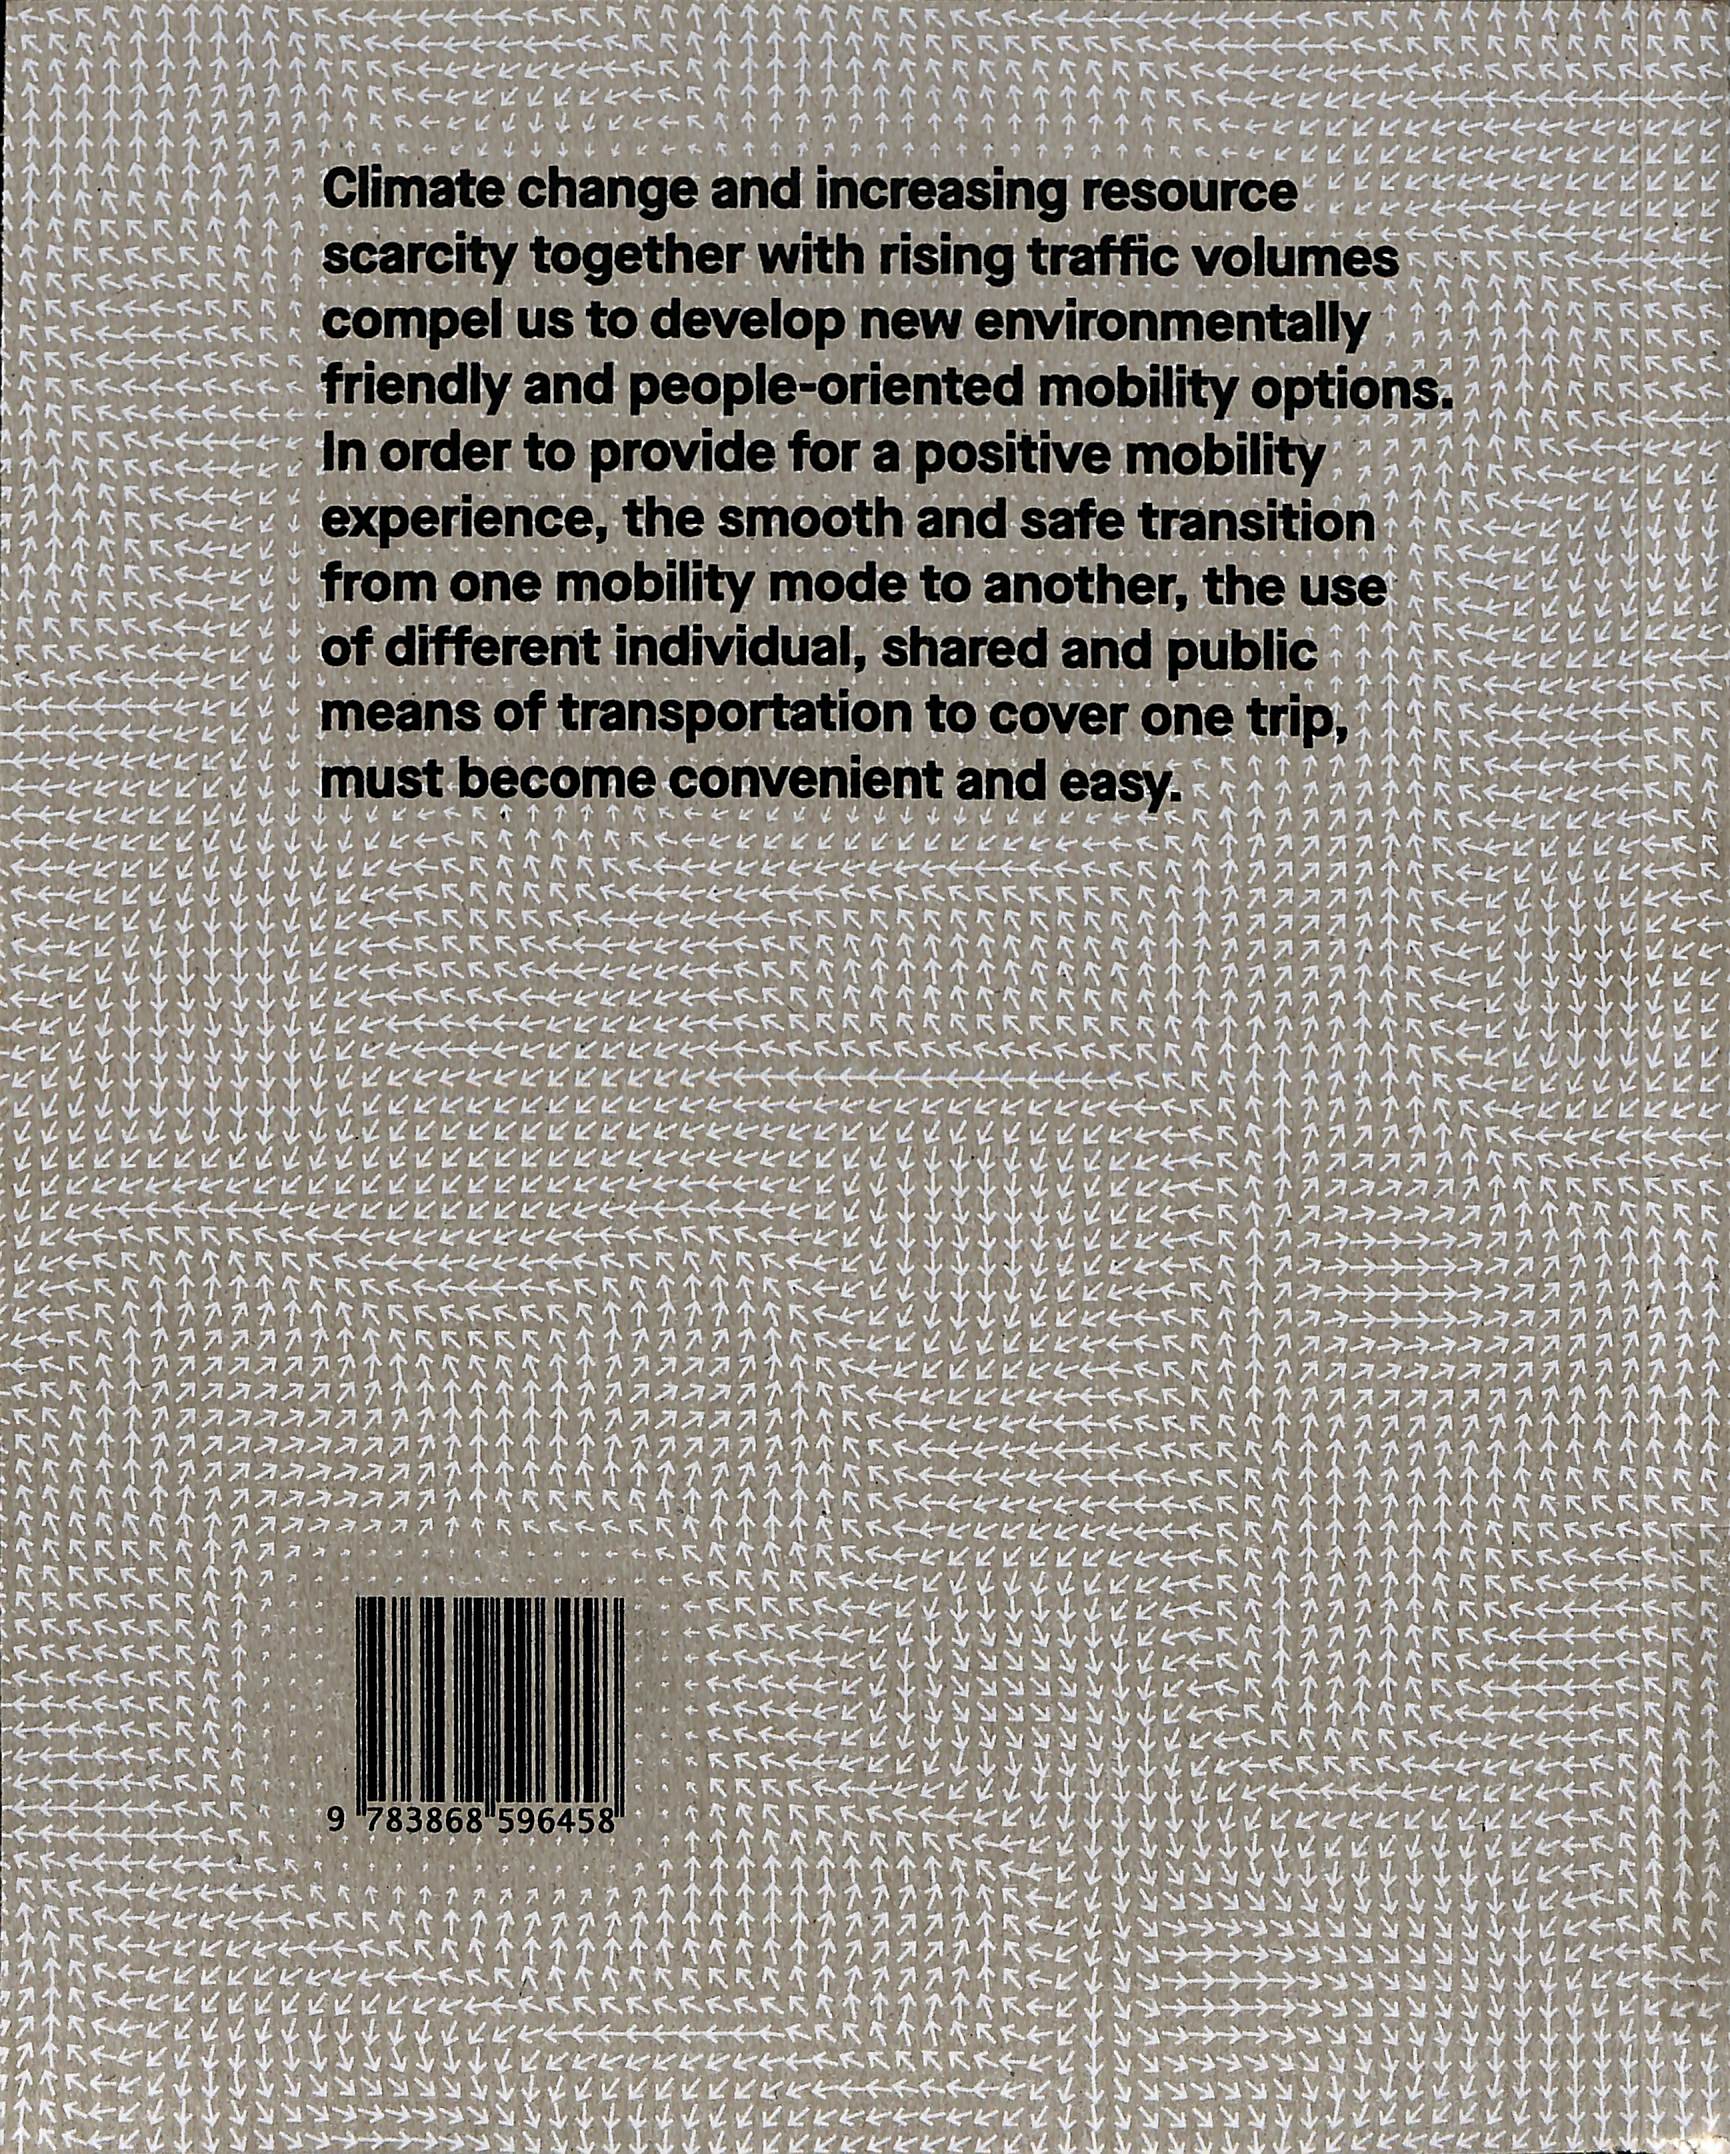 Climate change and increasing resource
scarcity together with rising traffic volumes
compel us to develop new environmentally
friendly and people-oriented mobility options.
In order to provide for a positive mobility
experience, the smooth and safe transition
from one mobility mode to another, the use
of different individual, shared and public
means of transportation to cover one trip,
must become convenient and easy.
9 783868 596458